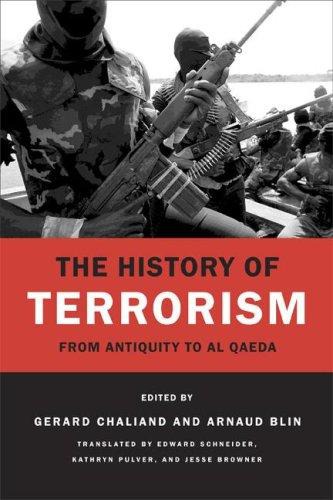 THE HISTORY OF
TERRORISM
FROM ANTIQUITY TO AL QAEDA
EDITED BY
GERARD CHALIAND AND ARNAUD BLIN
TRANSLATED BY EDWARD SCHNEIDER,
KATHRYN PULVER, AND JESSE BROWNER